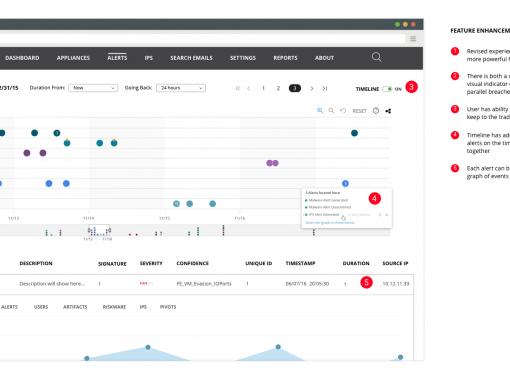 FEATURE ENHANCEM
DASHBOARD APPLIANCES ALERTS IPS SEARCH EMAILS SETTINGS REPORTS ABOUT
2/31/15 Duration From: Now Going Back: 24 hours 1 2 3 TIMELINE ON 3
RESET
1 Revised experie
more powerful f
2 There is both a
visual indicator
parallel breache
3 User has ability
keep to the trad
4 Timeline has ad
alerts on the tim
together
5 Each alert can b
graph of events
3 Alerts located here:
Malware Alert Generated
Malware Alert Quarantined
IPS Alert Generated
4
11/13 11/14 11/15 11/16
11/12 11/18
DESCRIPTION SIGNATURE SEVERITY CONFIDENCE UNIQUE ID TIMESTAMP DURATION SOURCE IP
Description will show here... 1 FE_VM_Evasion_IOPorts 1 06/07/16 20:05:30 1 5 10.12.11.33
ALERTS USERS ARTIFACTS RISKWARE IPS PIVOTS